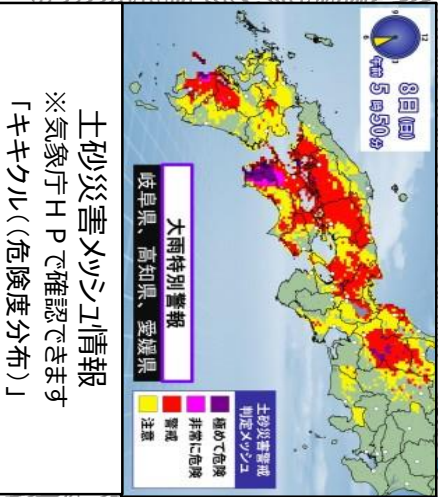 8日(日)
午前5時50分
12
3
6
9
大雨特別警報
岐阜県、高知県、愛媛県
土砂災害警戒
判定メッシュ
極めて危険
非常に危険
警戒
注意
土砂災害メッシュ情報
※気象庁ＨＰで確認できます
「キキクル((危険度分布)」